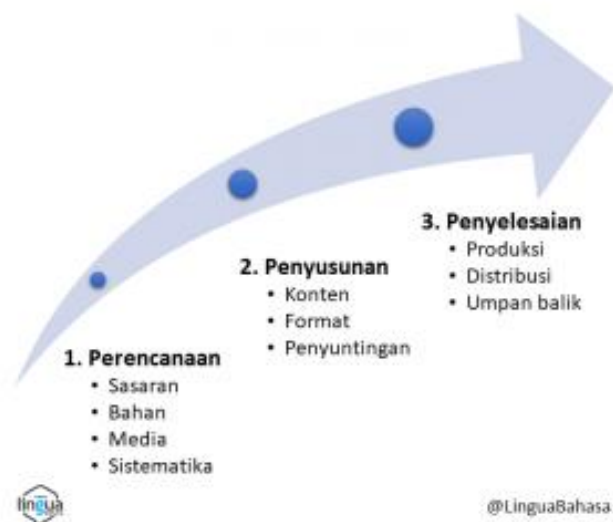 1. Perencanaan
• Sasaran
• Bahan
• Media
• Sistematika
2. Penyusunan
• Konten
• Format
• Penyuntingan
3. Penyelesaian
• Produksi
• Distribusi
• Umpan balik
lingua
@LinguaBahasa